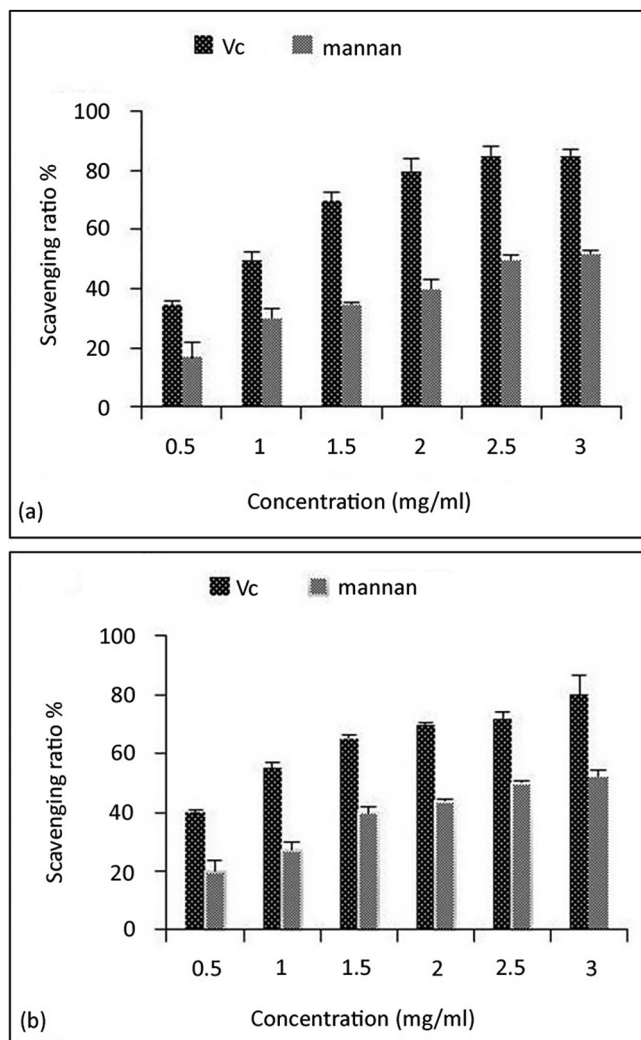 Vc mannan
100
80
60
40
20
0
Scavenging ratio %
0.5 1 1.5 2 2.5 3
Concentration (mg/ml)
(a)
Vc mannan
100
80
60
40
20
0
Scavenging ratio %
0.5 1 1.5 2 2.5 3
Concentration (mg/ml)
(b)